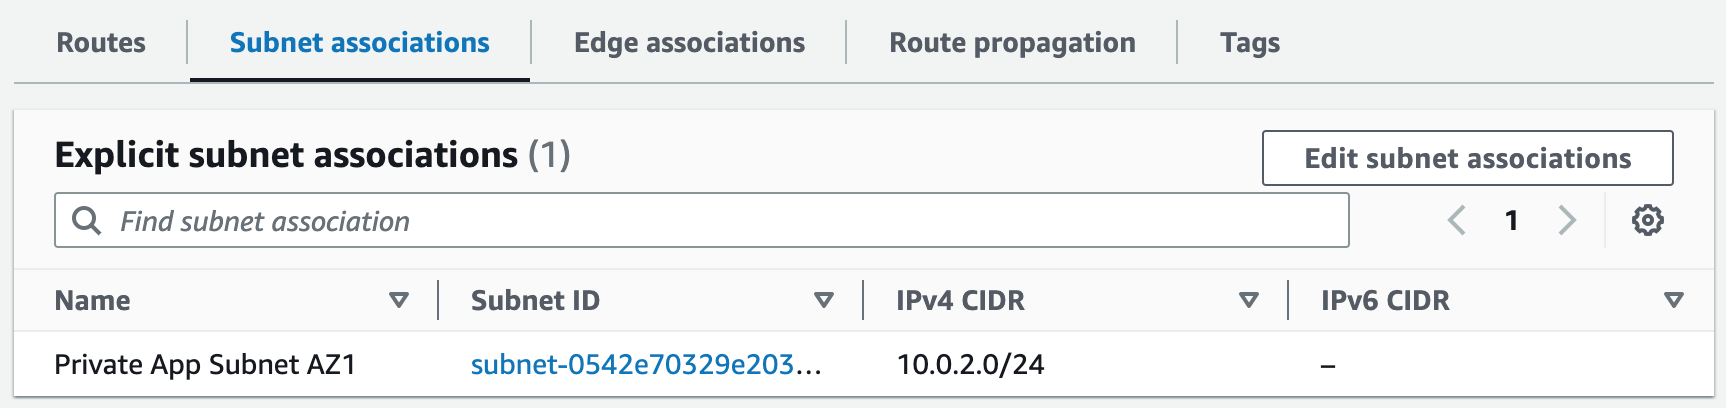 Routes Subnet associations Edge associations Route propagation Tags
Explicit subnet associations (1)
Edit subnet associations
Find subnet association
1
Name Subnet ID IPv4 CIDR IPv6 CIDR
Private App Subnet AZ1 subnet-0542e70329e203... 10.0.2.0/24 –